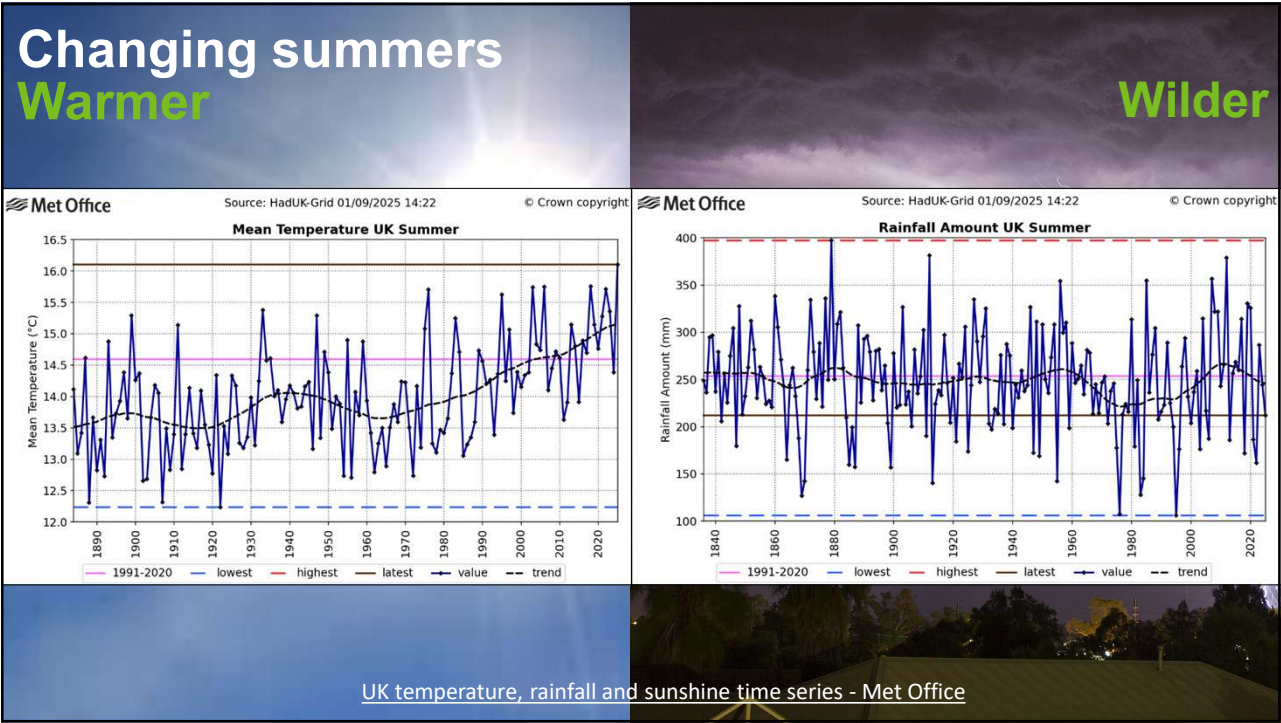 Changing summers
Warmer
Wilder
Met Office
Source: HadUK-Grid 01/09/2025 14:22
© Crown copyright
Mean Temperature UK Summer
Mean Temperature (°C)
16.5
16.0
15.5
15.0
14.5
14.0
13.5
13.0
12.5
12.0
1890 1900 1910 1920 1930 1940 1950 1960 1970 1980 1990 2000 2010 2020
1991-2020 lowest highest latest value trend
Met Office
Source: HadUK-Grid 01/09/2025 14:22
© Crown copyright
Rainfall Amount UK Summer
Rainfall Amount (mm)
400
350
300
250
200
150
100
1840 1860 1880 1900 1920 1940 1960 1980 2000 2020
1991-2020 lowest highest latest value trend
UK temperature, rainfall and sunshine time series - Met Office